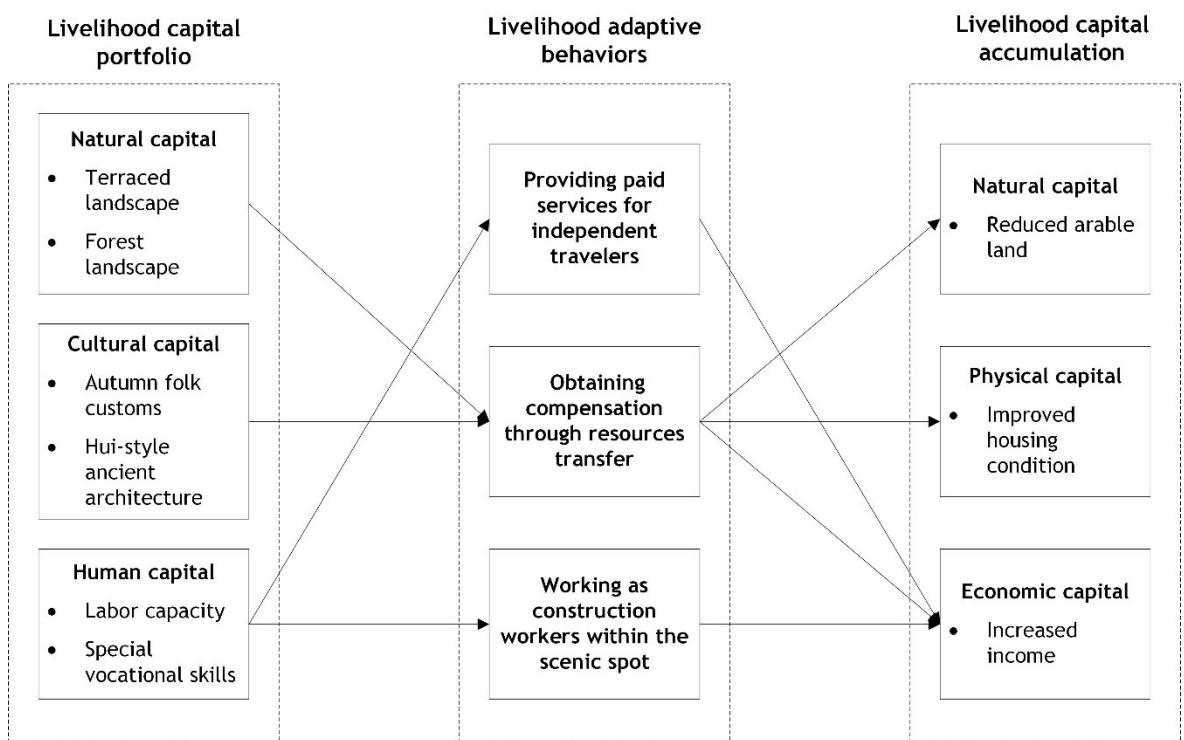 Livelihood capital
portfolio
Natural capital
• Terraced
landscape
• Forest
landscape
Cultural capital
• Autumn folk
customs
• Hui-style
ancient
architecture
Human capital
• Labor capacity
• Special
vocational skills
Livelihood adaptive
behaviors
Providing paid
services for
independent
travelers
Obtaining
compensation
through resources
transfer
Working as
construction
workers within the
scenic spot
Livelihood capital
accumulation
Natural capital
• Reduced arable
land
Physical capital
• Improved
housing
condition
Economic capital
• Increased
income